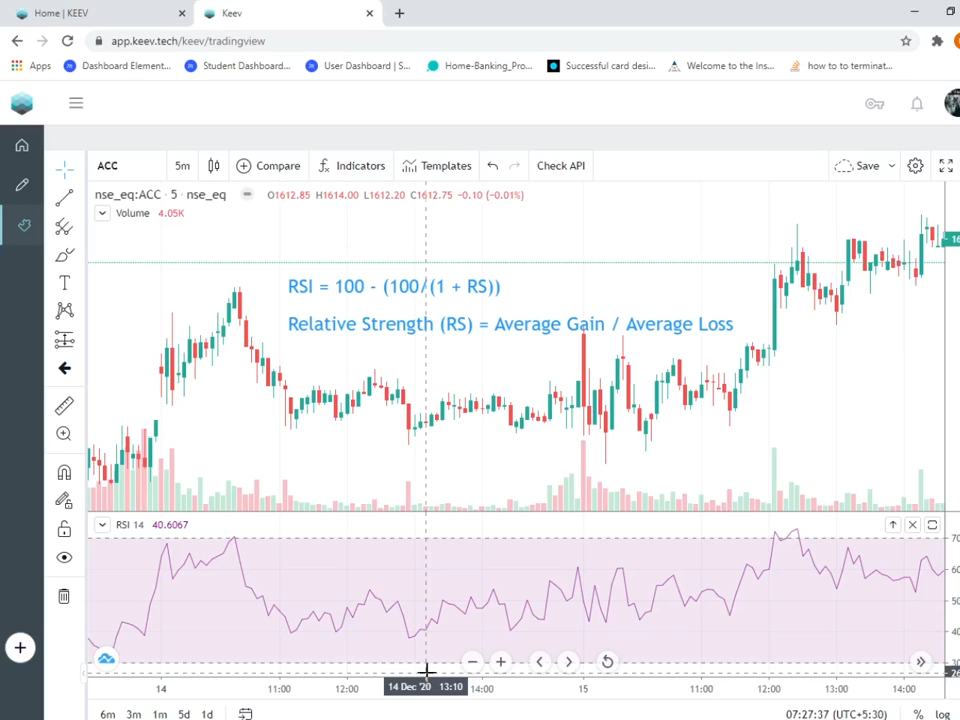 Home | KEEV
Keev
app.keev.tech/keev/tradingview
Apps
Dashboard Element...
Student Dashboard...
User Dashboard | S...
Home-Banking_Pro...
Successful card desi...
Welcome to the Ins...
how to to terminat...
ACC
5m
Compare
Indicators
Templates
Check API
Save
nse_eq:ACC · 5 · nse_eq
O1612.85 H1614.00 L1612.20 C1612.75 −0.10 (−0.01%)
Volume 4.05K
RSI = 100 - (100/(1 + RS))
Relative Strength (RS) = Average Gain / Average Loss
RSI 14 40.6067
60
50
40
14
11:00
12:00
14 Dec '20 13:10
14:00
15
11:00
12:00
13:00
14:00
6m 3m 1m 5d 1d
07:27:37 (UTC+5:30)
% log